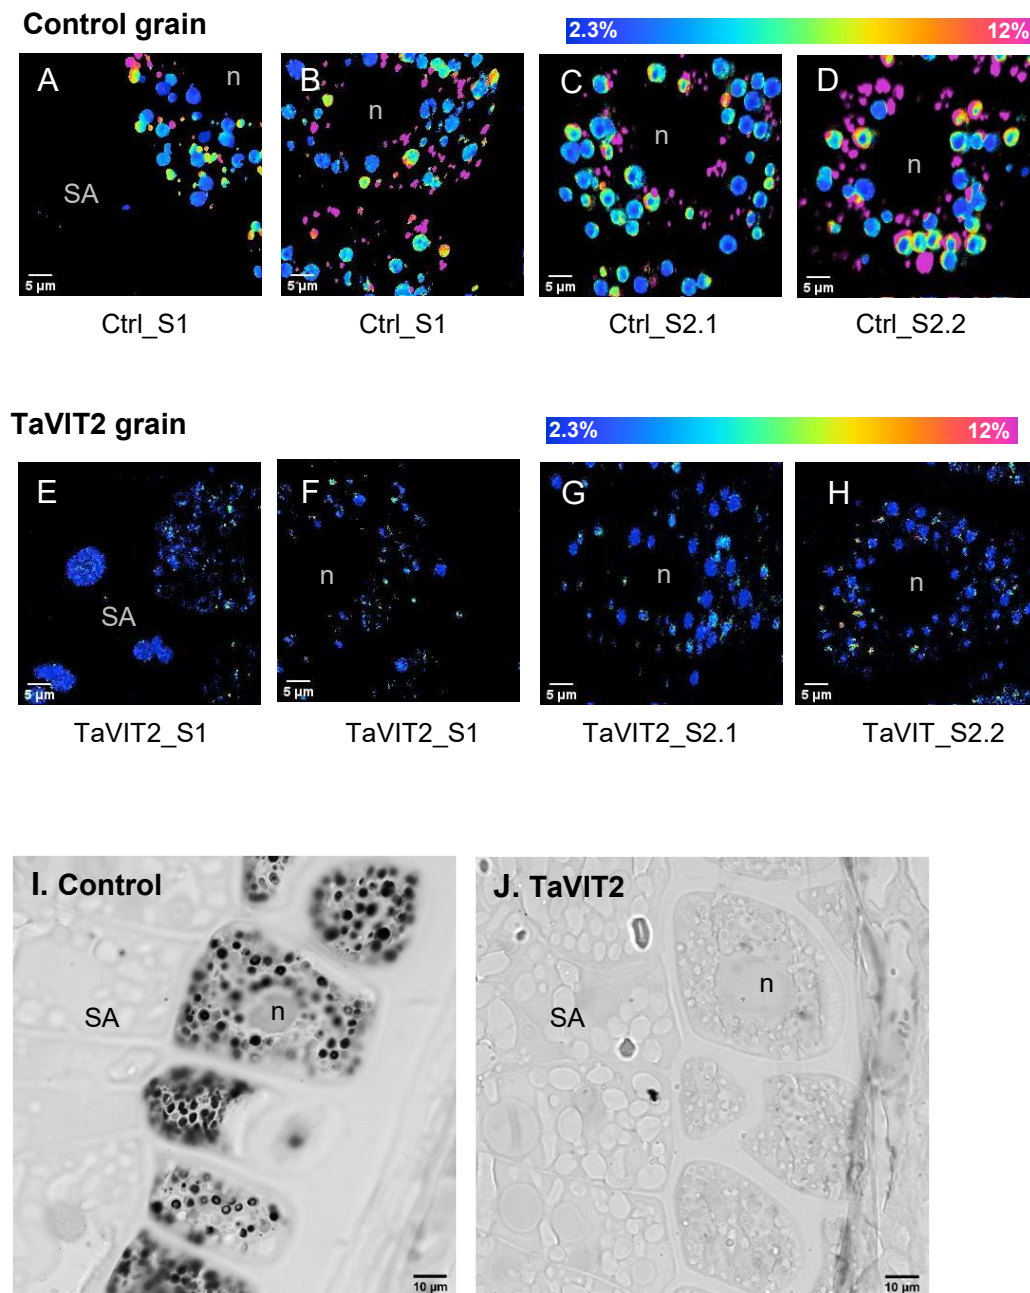 Control grain
2.3% 12%
A n SA 5 µm
B n 5 µm
C n 5 µm
D n 5 µm
Ctrl_S1 Ctrl_S1 Ctrl_S2.1 Ctrl_S2.2
TaVIT2 grain
2.3% 12%
E SA 5 µm
F n 5 µm
G n 5 µm
H n 5 µm
TaVIT2_S1 TaVIT2_S1 TaVIT2_S2.1 TaVIT_S2.2
I. Control
SA n
10 µm
J. TaVIT2
SA n
10 µm